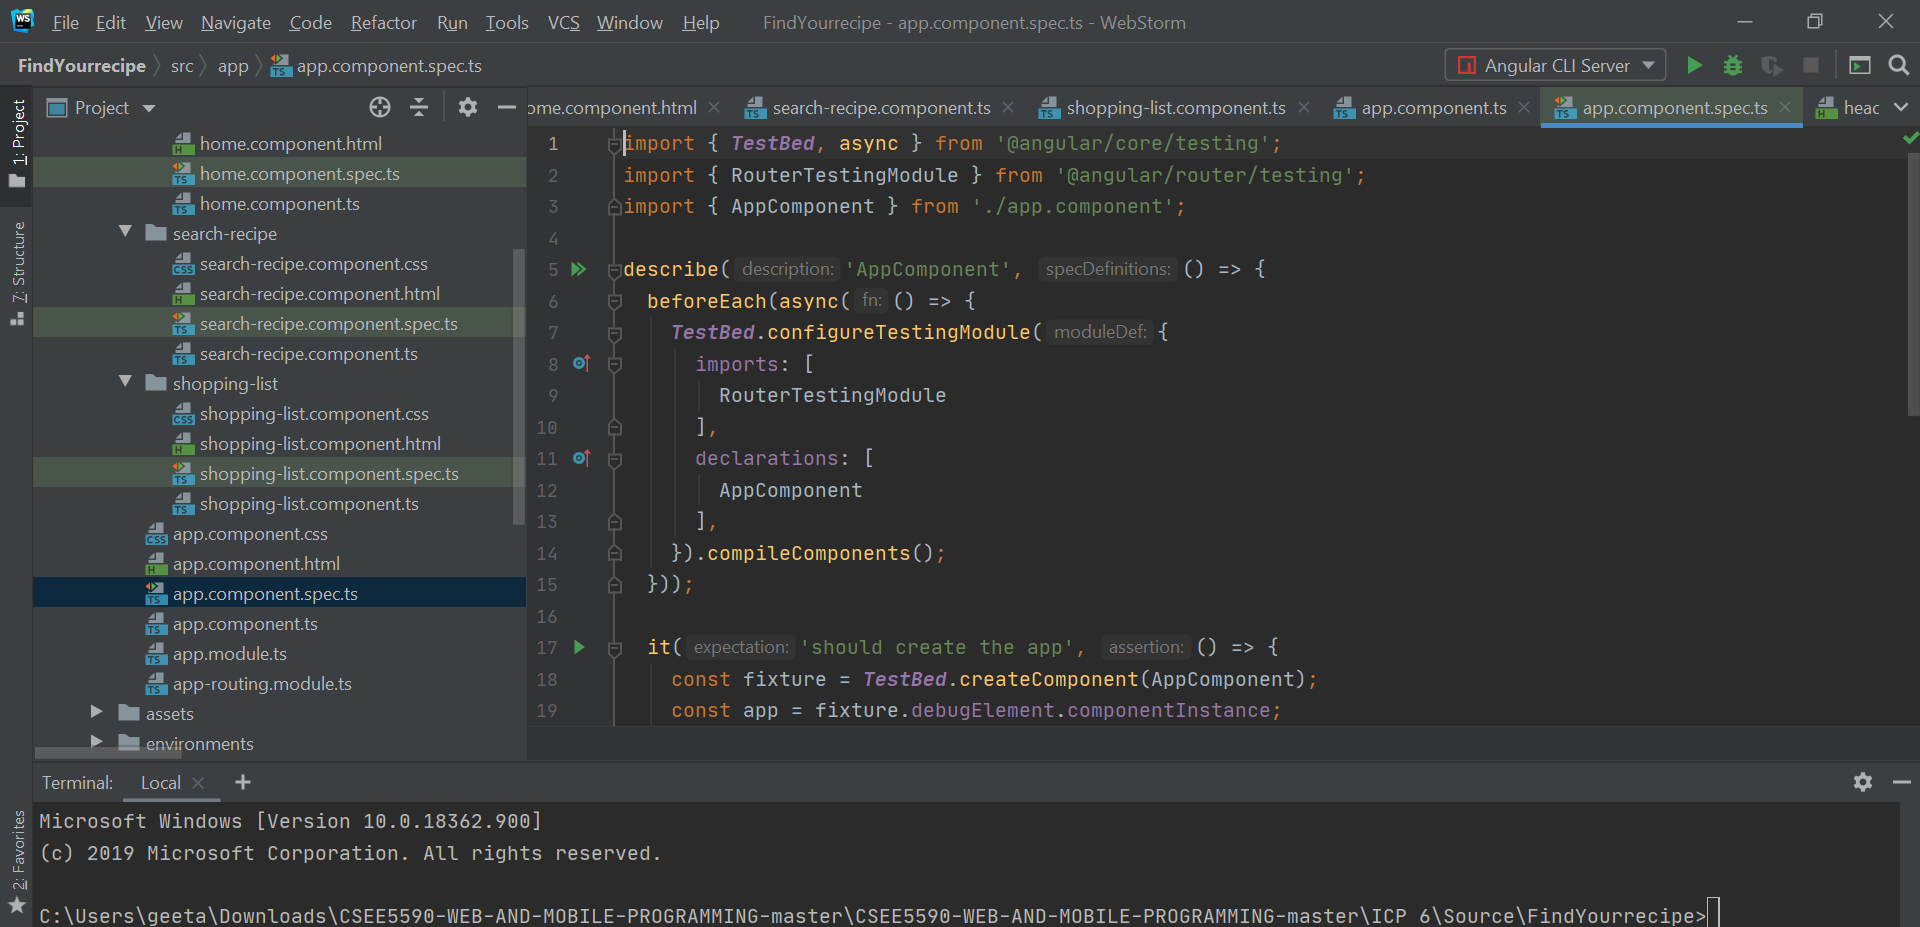 WS File Edit View Navigate Code Refactor Run Tools VCS Window Help FindYourrecipe - app.component.spec.ts - WebStorm
FindYourrecipe src app app.component.spec.ts Angular CLI Server
1: Project
7: Structure
2: Favorites
Project
home.component.html
home.component.spec.ts
home.component.ts
search-recipe
search-recipe.component.css
search-recipe.component.html
search-recipe.component.spec.ts
search-recipe.component.ts
shopping-list
shopping-list.component.css
shopping-list.component.html
shopping-list.component.spec.ts
shopping-list.component.ts
app.component.css
app.component.html
app.component.spec.ts
app.component.ts
app.module.ts
app-routing.module.ts
assets
environments
ome.component.html search-recipe.component.ts shopping-list.component.ts app.component.ts app.component.spec.ts heac
1 import { TestBed, async } from '@angular/core/testing';
2 import { RouterTestingModule } from '@angular/router/testing';
3 import { AppComponent } from './app.component';
4
5 describe( description: 'AppComponent', specDefinitions: () => {
6 beforeEach(async( fn: () => {
7 TestBed.configureTestingModule( moduleDef: {
8 imports: [
9 RouterTestingModule
10 ],
11 declarations: [
12 AppComponent
13 ],
14 }).compileComponents();
15 }));
16
17 it( expectation: 'should create the app', assertion: () => {
18 const fixture = TestBed.createComponent(AppComponent);
19 const app = fixture.debugElement.componentInstance;
Terminal: Local +
Microsoft Windows [Version 10.0.18362.900]
(c) 2019 Microsoft Corporation. All rights reserved.
C:\Users\geeta\Downloads\CSEE5590-WEB-AND-MOBILE-PROGRAMMING-master\CSEE5590-WEB-AND-MOBILE-PROGRAMMING-master\ICP 6\Source\FindYourrecipe>